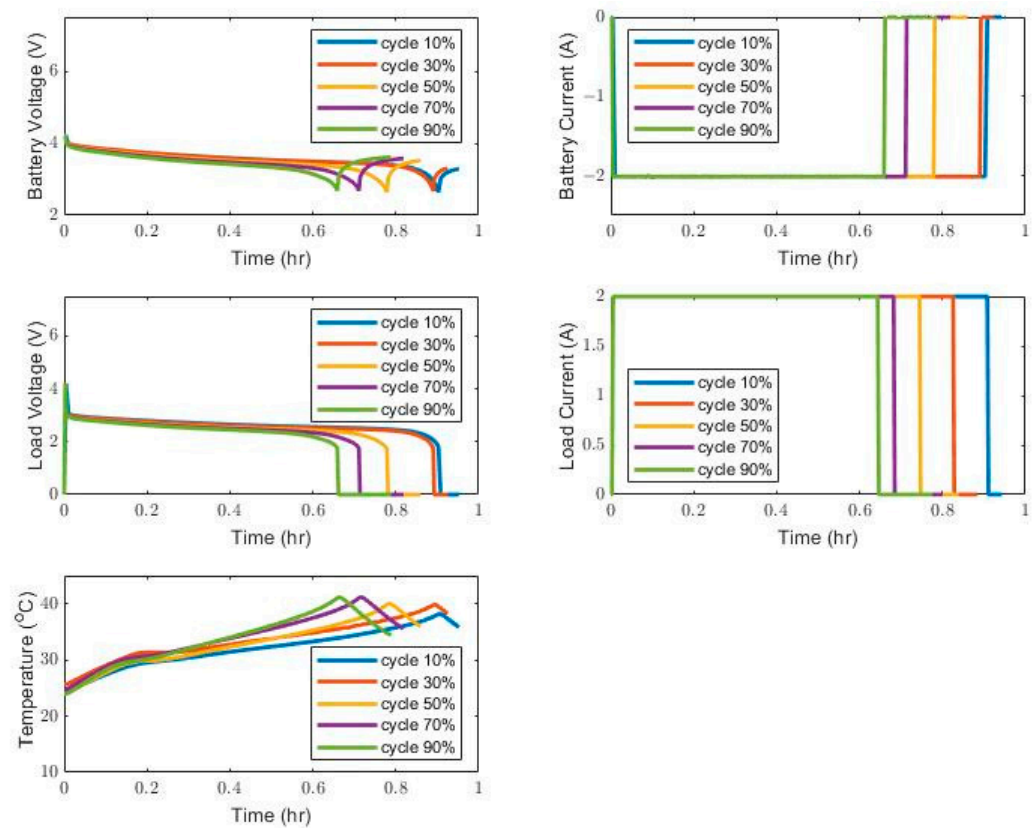 Battery Voltage (V)
6
4
2
0
0.2
0.4
0.6
0.8
1
Time (hr)
cycle 10%
cycle 30%
cycle 50%
cycle 70%
cycle 90%
Battery Current (A)
0
−1
−2
0
0.2
0.4
0.6
0.8
1
Time (hr)
cycle 10%
cycle 30%
cycle 50%
cycle 70%
cycle 90%
Load Voltage (V)
6
4
2
0
0
0.2
0.4
0.6
0.8
1
Time (hr)
cycle 10%
cycle 30%
cycle 50%
cycle 70%
cycle 90%
Load Current (A)
2
1.5
1
0.5
0
0
0.2
0.4
0.6
0.8
1
Time (hr)
cycle 10%
cycle 30%
cycle 50%
cycle 70%
cycle 90%
Temperature (°C)
40
30
20
10
0
0.2
0.4
0.6
0.8
1
Time (hr)
cycle 10%
cycle 30%
cycle 50%
cycle 70%
cycle 90%